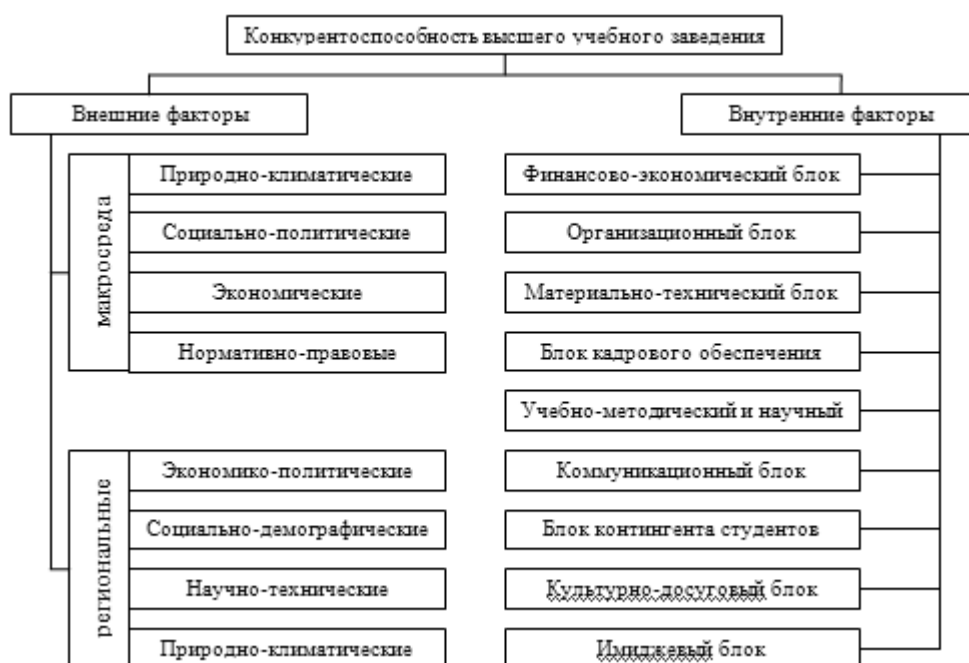 Конкурентоспособность высшего учебного заведения
Внешние факторы
Внутренние факторы
макросреда
Природно-климатические
Социально-политические
Экономические
Нормативно-правовые
региональные
Экономико-политические
Социально-демографические
Научно-технические
Природно-климатические
Финансово-экономический блок
Организационный блок
Материально-технический блок
Блок кадрового обеспечения
Учебно-методический и научный
Коммуникационный блок
Блок контингента студентов
Культурно-досуговый блок
Имиджевый блок